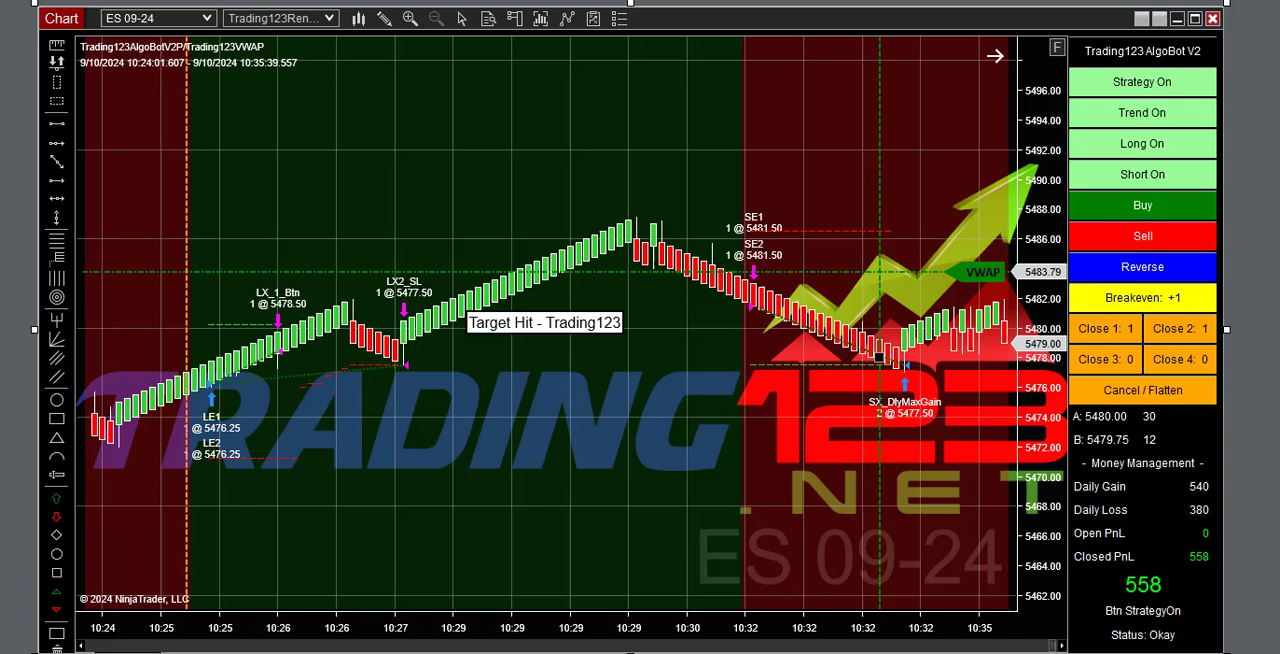 Chart
ES 09-24
Trading123Ren...
Trading123AlgoBotV2P/Trading123VWAP
9/10/2024 10:24:01.607 - 9/10/2024 10:35:39.557
F
Trading123 AlgoBot V2
Strategy On
Trend On
Long On
Short On
Buy
Sell
Reverse
Breakeven: +1
Close 1: 1
Close 2: 1
Close 3: 0
Close 4: 0
Cancel / Flatten
A: 5480.00 30
B: 5479.75 12
- Money Management -
Daily Gain 540
Daily Loss 380
Open PnL 0
Closed PnL 558
558
Btn StrategyOn
Status: Okay
5496.00
5494.00
5492.00
5490.00
5488.00
5486.00
5483.79
5482.00
5480.00
5479.00
5478.00
5476.00
5474.00
5472.00
5470.00
5468.00
5466.00
5464.00
5462.00
VWAP
SE1
1 @ 5481.50
SE2
1 @ 5481.50
LX_1_Btn
1 @ 5478.50
LX2_SL
1 @ 5477.50
Target Hit - Trading123
LE1
1 @ 5476.25
LE2
1 @ 5476.25
SX_DlyMaxGain
2 @ 5477.50
TRADING
123
.NET
ES 09-24
© 2024 NinjaTrader, LLC
10:24
10:25
10:26
10:26
10:27
10:29
10:29
10:29
10:30
10:32
10:32
10:32
10:32
10:35